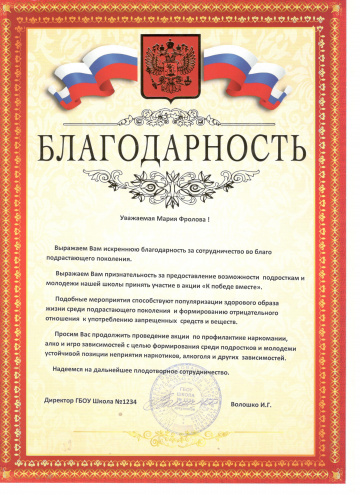 БЛАГОДАРНОСТЬ
Уважаемая Мария Фролова !
Выражаем Вам искреннюю благодарность за сотрудничество во благо
подрастающего поколения.
Выражаем Вам признательность за предоставление возможности подросткам и
молодежи нашей школы принять участие в акции «К победе вместе».
Подобные мероприятия способствуют популяризации здорового образа
жизни среди подрастающего поколения и формированию отрицательного
отношения к употреблению запрещенных средств и веществ.
Просим Вас продолжить проведение акции по профилактике наркомании,
алко и игро зависимостей с целью формирования среди подростков и молодежи
устойчивой позиции неприятия наркотиков, алкоголя и других зависимостей.
Надеемся на дальнейшее плодотворное сотрудничество.
Директор ГБОУ Школа №1234
Волошко И.Г.